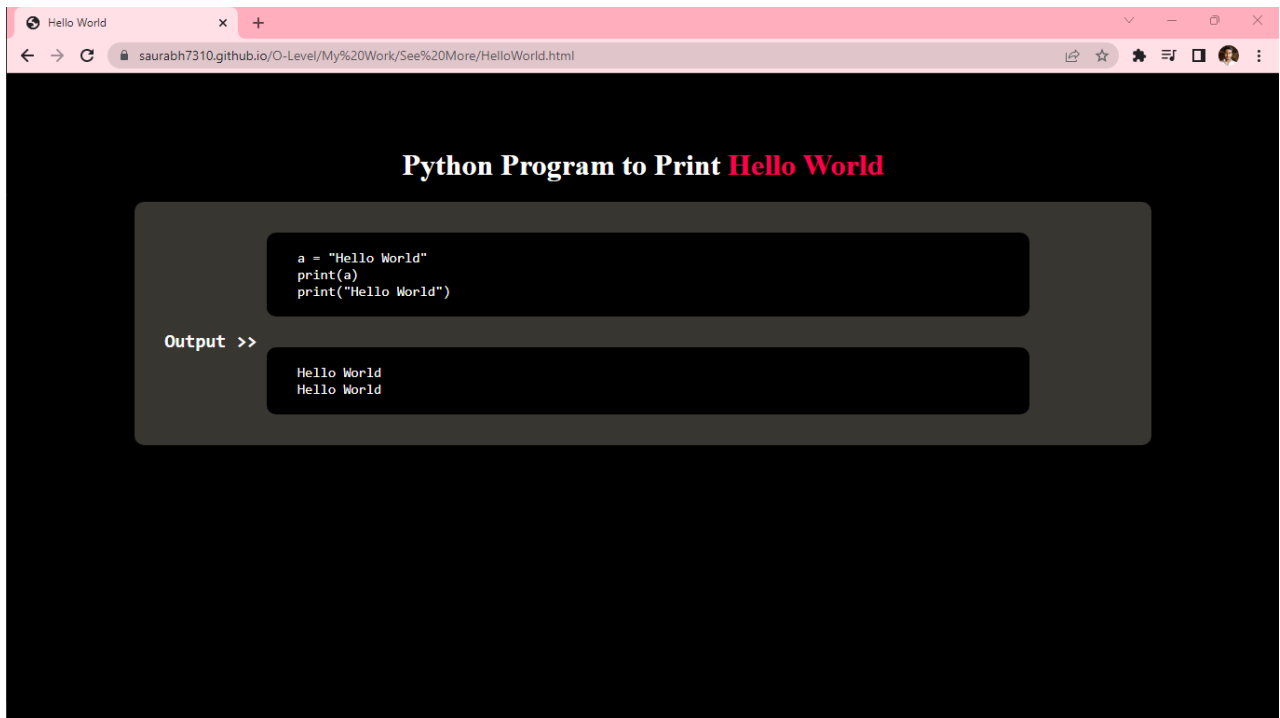 Hello World
saurabh7310.github.io/O-Level/My%20Work/See%20More/HelloWorld.html
Python Program to Print Hello World
a = "Hello World"
print(a)
print("Hello World")
Output >>
Hello World
Hello World